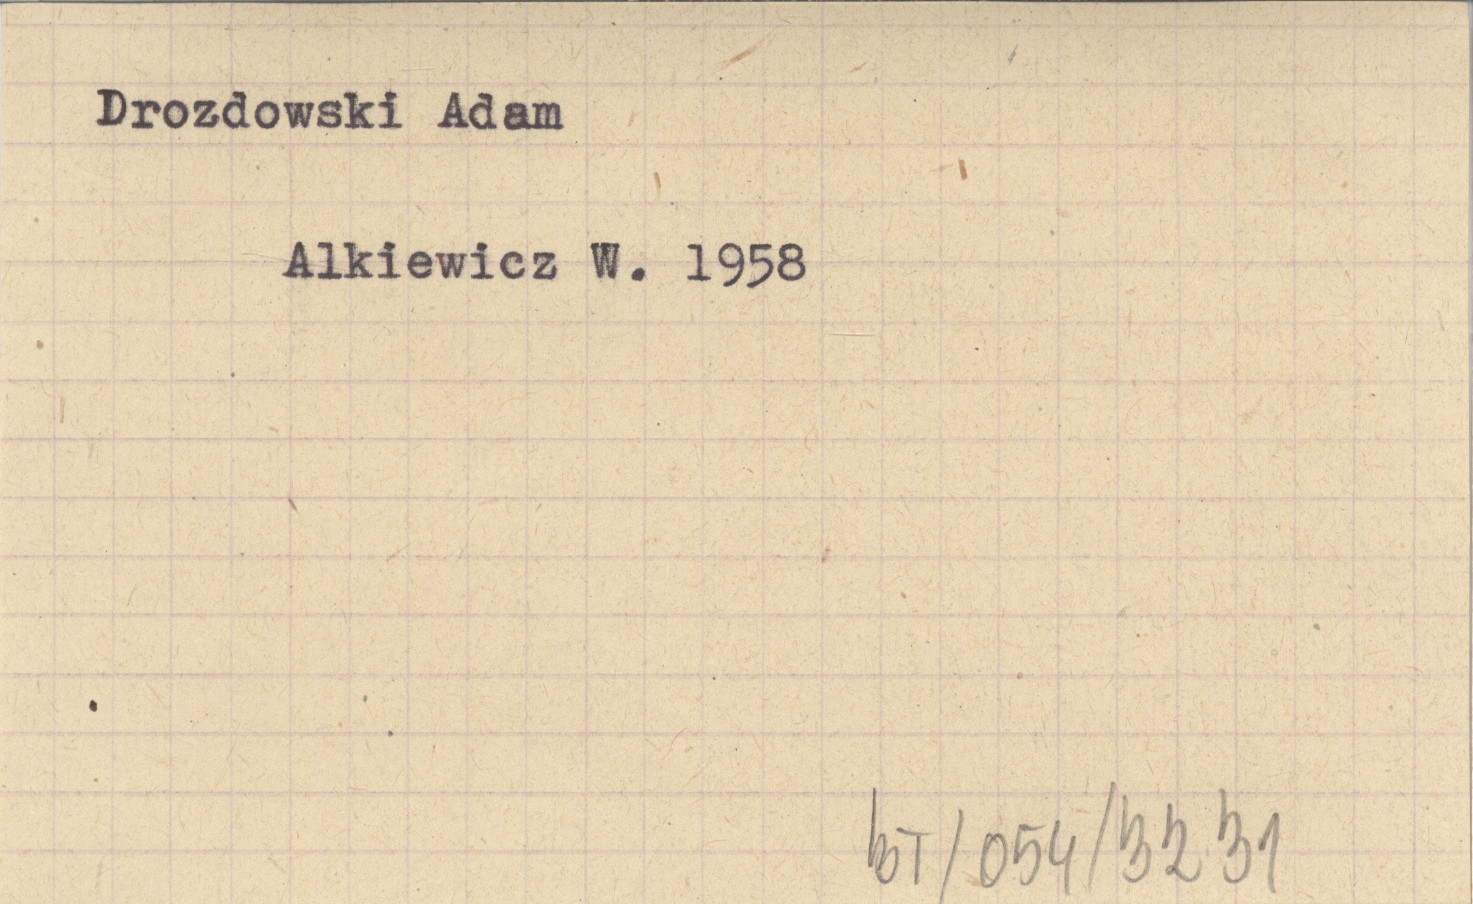 Drozdowski Adam
Alkiewicz W. 1958
bT/054/3231